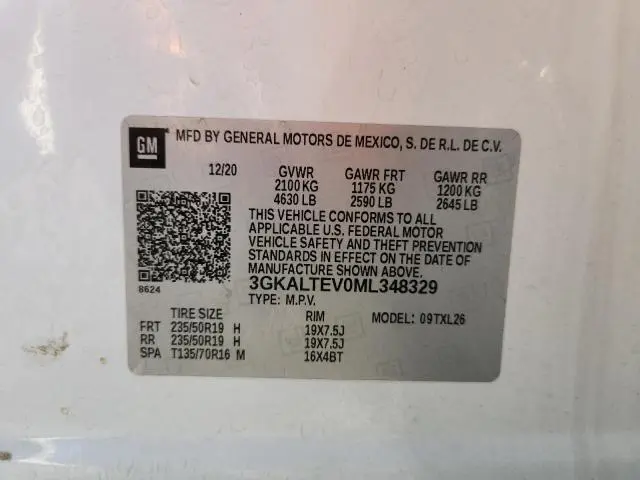 GM
MFD BY GENERAL MOTORS DE MEXICO, S. DE R.L. DE C.V.
12/20 GVWR GAWR FRT GAWR RR
2100 KG 1175 KG 1200 KG
4630 LB 2590 LB 2645 LB
THIS VEHICLE CONFORMS TO ALL
APPLICABLE U.S. FEDERAL MOTOR
VEHICLE SAFETY AND THEFT PREVENTION
STANDARDS IN EFFECT ON THE DATE OF
MANUFACTURE SHOWN ABOVE.
8624
3GKALTEV0ML348329
TYPE: M.P.V.
TIRE SIZE RIM MODEL: 09TXL26
FRT 235/50R19 H 19X7.5J
RR 235/50R19 H 19X7.5J
SPA T135/70R16 M 16X4BT